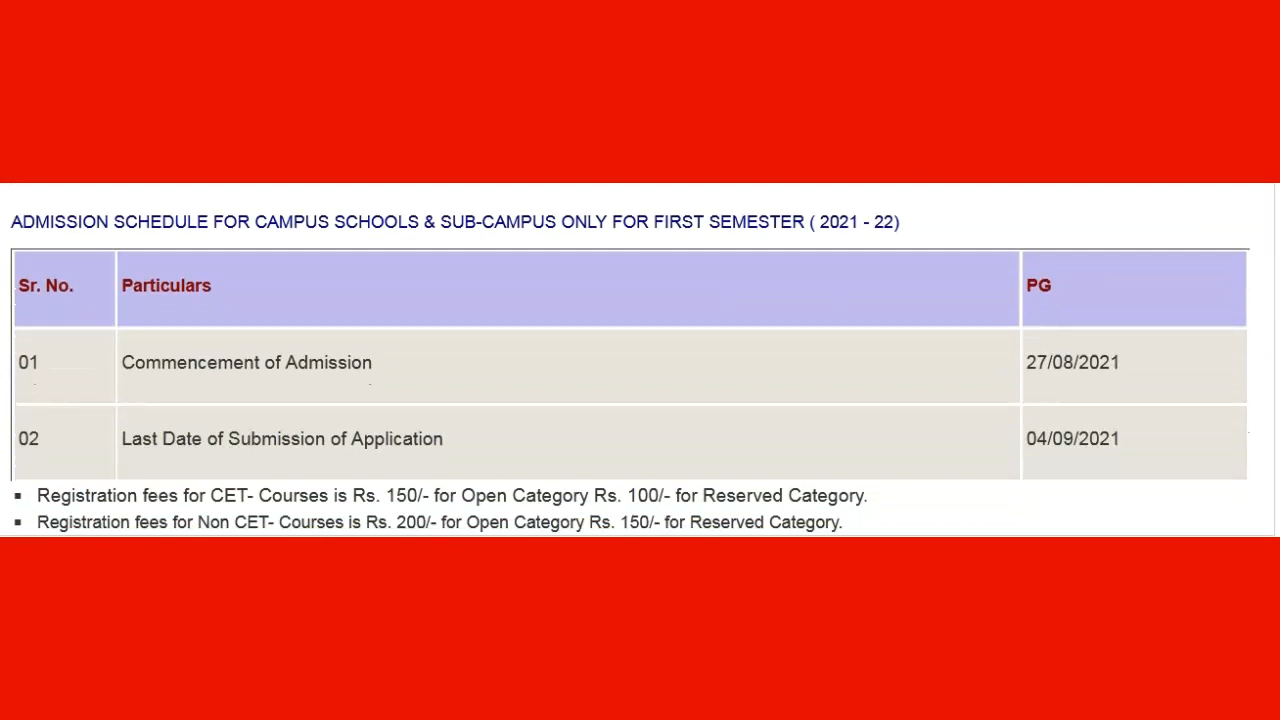 ADMISSION SCHEDULE FOR CAMPUS SCHOOLS & SUB-CAMPUS ONLY FOR FIRST SEMESTER ( 2021 - 22)
Sr. No. Particulars PG
01 Commencement of Admission 27/08/2021
02 Last Date of Submission of Application 04/09/2021
▪ Registration fees for CET- Courses is Rs. 150/- for Open Category Rs. 100/- for Reserved Category.
▪ Registration fees for Non CET- Courses is Rs. 200/- for Open Category Rs. 150/- for Reserved Category.